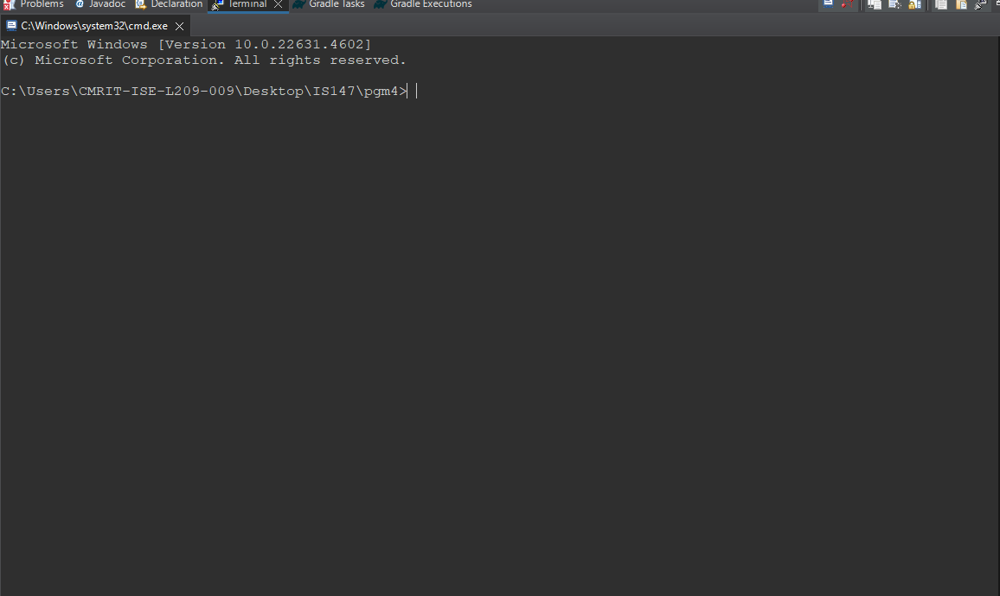 Problems Javadoc Declaration Terminal Gradle Tasks Gradle Executions
C:\Windows\system32\cmd.exe
Microsoft Windows [Version 10.0.22631.4602]
(c) Microsoft Corporation. All rights reserved.
C:\Users\CMRIT-ISE-L209-009\Desktop\IS147\pgm4>